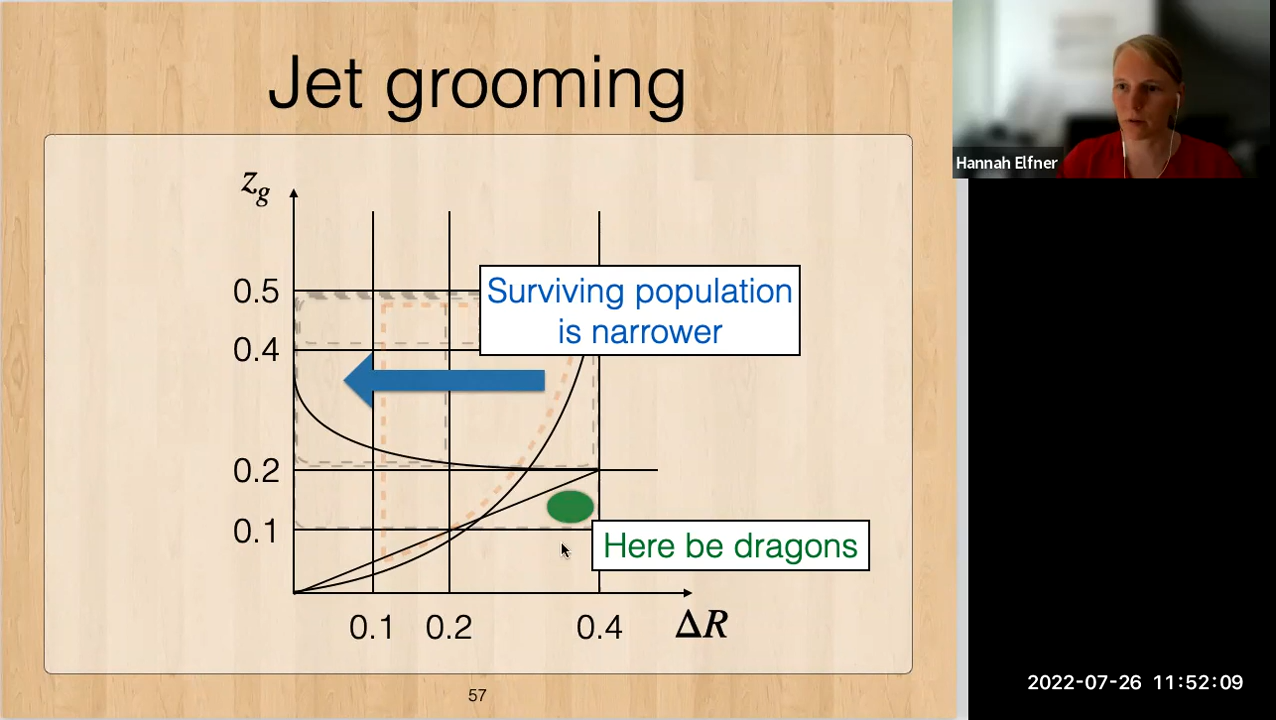 Jet grooming
Hannah Elfner
z_g
0.5
Surviving population
is narrower
0.4
0.2
0.1
Here be dragons
0.1 0.2 0.4 ΔR
57
2022-07-26 11:52:09